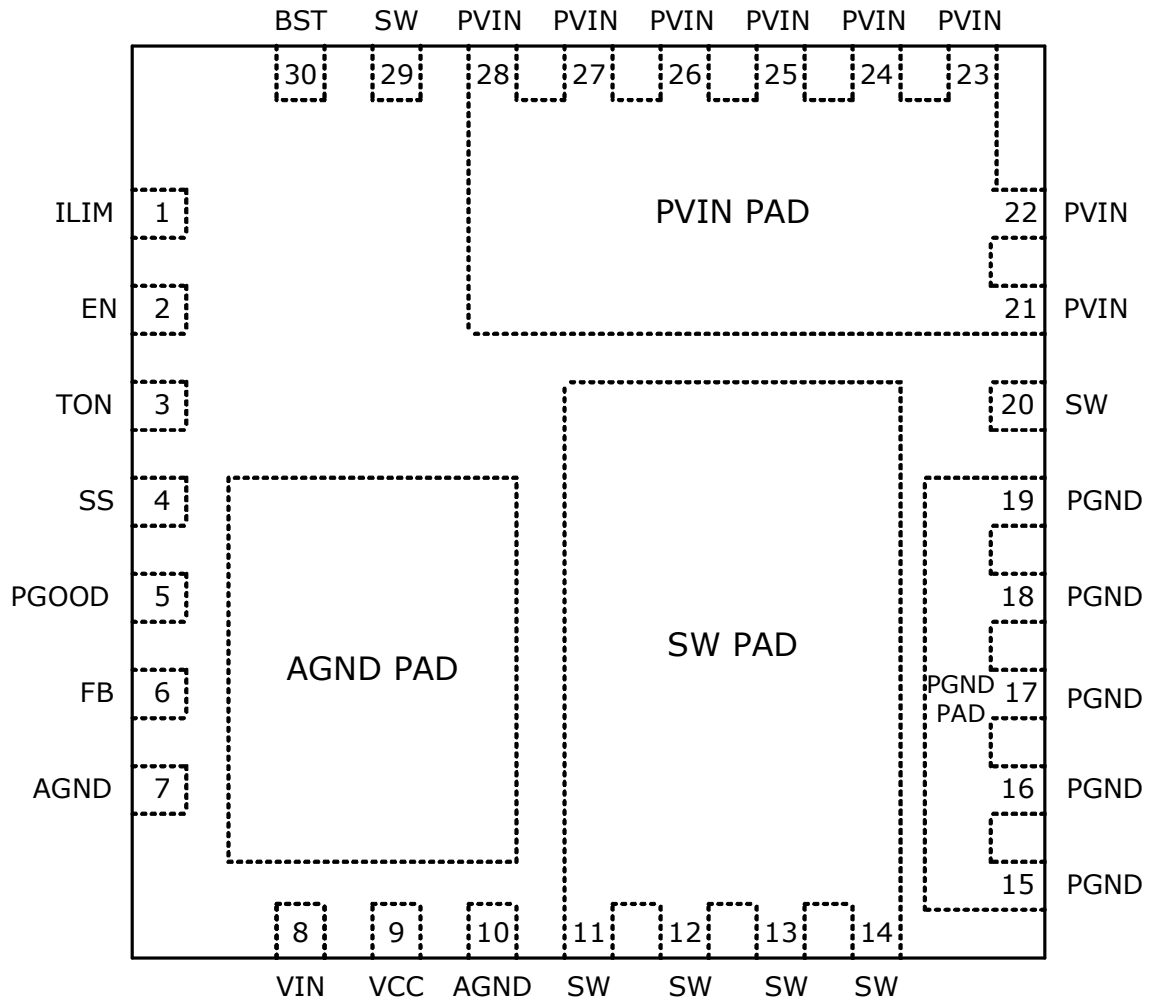 BST SW PVIN PVIN PVIN PVIN PVIN PVIN
30 29 28 27 26 25 24 23
ILIM 1 PVIN PAD 22 PVIN
EN 2 21 PVIN
TON 3 20 SW
SS 4 19 PGND
PGOOD 5 18 PGND
SW PAD
AGND PAD
FB 6 PGND 17 PGND
PAD
AGND 7 16 PGND
15 PGND
8 9 10 11 12 13 14
VIN VCC AGND SW SW SW SW